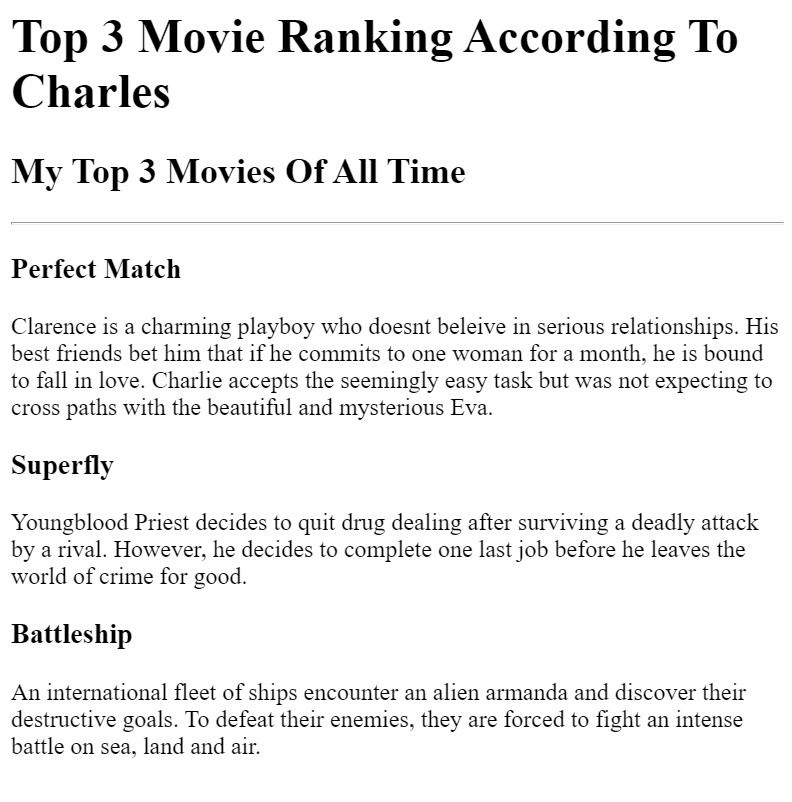 Top 3 Movie Ranking According To
Charles
My Top 3 Movies Of All Time
Perfect Match
Clarence is a charming playboy who doesnt beleive in serious relationships. His
best friends bet him that if he commits to one woman for a month, he is bound
to fall in love. Charlie accepts the seemingly easy task but was not expecting to
cross paths with the beautiful and mysterious Eva.
Superfly
Youngblood Priest decides to quit drug dealing after surviving a deadly attack
by a rival. However, he decides to complete one last job before he leaves the
world of crime for good.
Battleship
An international fleet of ships encounter an alien armanda and discover their
destructive goals. To defeat their enemies, they are forced to fight an intense
battle on sea, land and air.